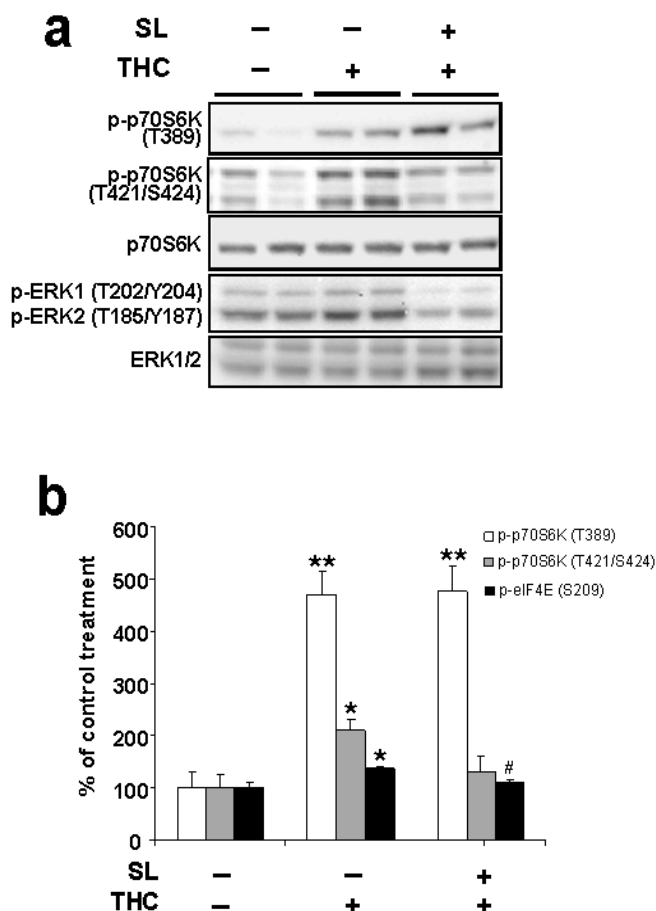 a
SL – – +
THC – + +
p-p70S6K
(T389)
p-p70S6K
(T421/S424)
p70S6K
p-ERK1 (T202/Y204)
p-ERK2 (T185/Y187)
ERK1/2
b
% of control treatment
600
500
400
300
200
100
0
** * *
** #
p-p70S6K (T389)
p-p70S6K (T421/S424)
p-eIF4E (S209)
SL – – +
THC – + +